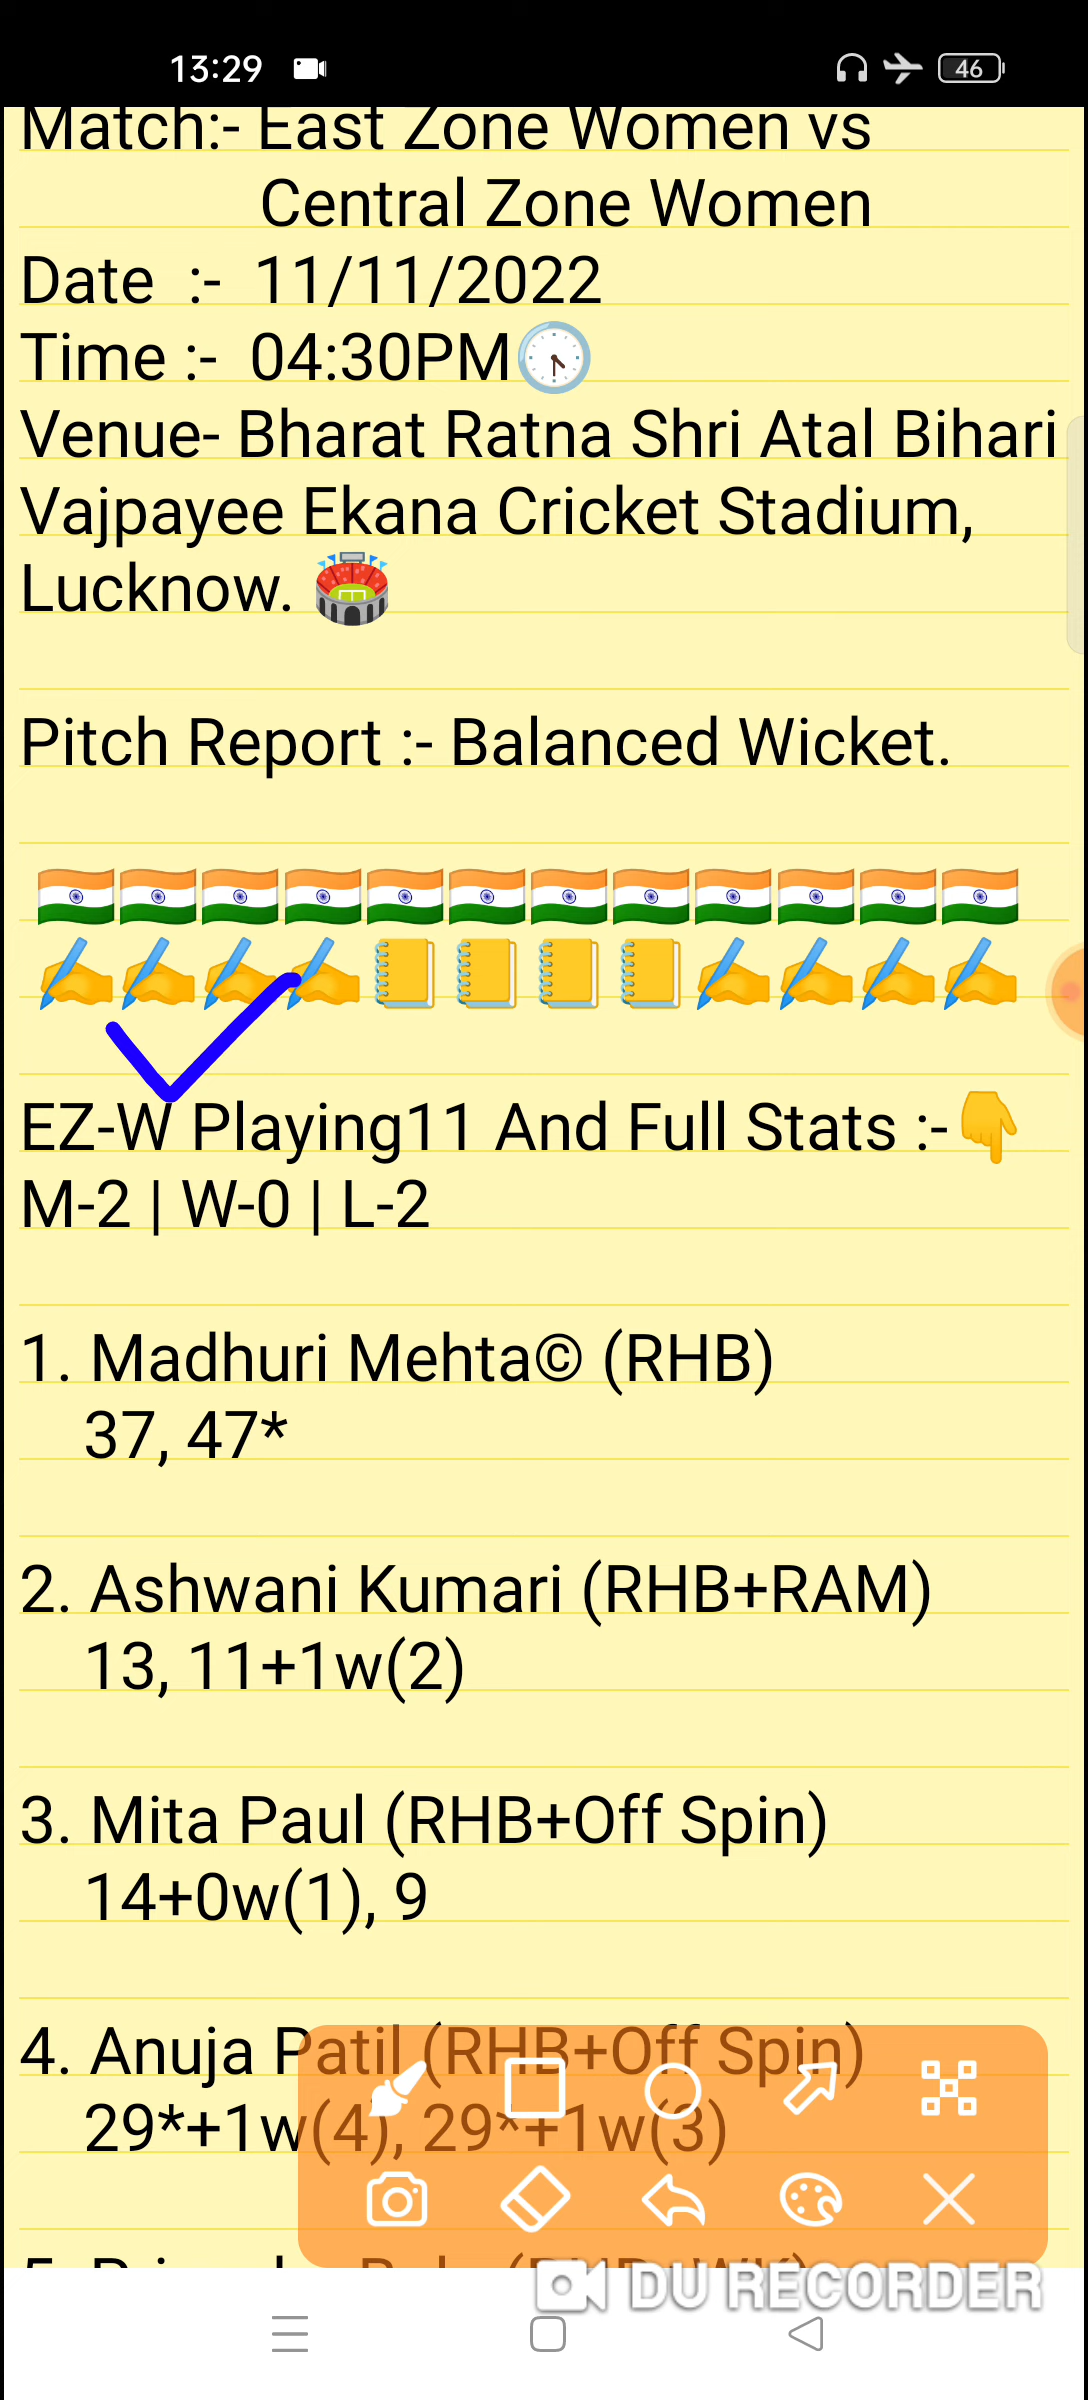 13:29
46
Match:- East Zone Women vs
Central Zone Women
Date :- 11/11/2022
Time :- 04:30PM🕟
Venue- Bharat Ratna Shri Atal Bihari
Vajpayee Ekana Cricket Stadium,
Lucknow. 🏟️
Pitch Report :- Balanced Wicket.
🇮🇳🇮🇳🇮🇳🇮🇳🇮🇳🇮🇳🇮🇳🇮🇳🇮🇳🇮🇳🇮🇳🇮🇳
✍️✍️✍️✍️📒📒📒📒✍️✍️✍️✍️
EZ-W Playing11 And Full Stats :-👇
M-2 | W-0 | L-2
1. Madhuri Mehta© (RHB)
37, 47*
2. Ashwani Kumari (RHB+RAM)
13, 11+1w(2)
3. Mita Paul (RHB+Off Spin)
14+0w(1), 9
4. Anuja Patil (RHB+Off Spin)
29*+1w(4), 29*+1w(3)
5.
DU RECORDER